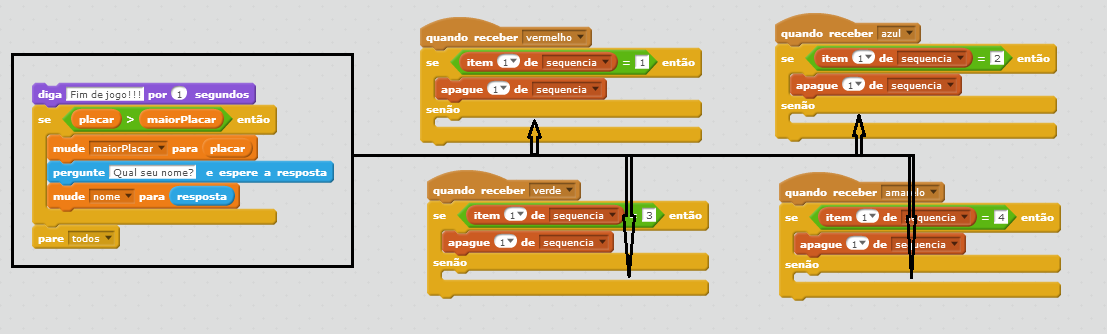 diga Fim de jogo!!! por 1 segundos
se placar > maiorPlacar então
mude maiorPlacar para placar
pergunte Qual seu nome? e espere a resposta
mude nome para resposta
pare todos
quando receber vermelho
se item 1 de sequencia = 1 então
apague 1 de sequencia
senão
quando receber azul
se item 1 de sequencia = 2 então
apague 1 de sequencia
senão
quando receber verde
se item 1 de sequencia 3 então
apague 1 de sequencia
senão
quando receber amarelo
se item 1 de sequencia = 4 então
apague 1 de sequencia
senão